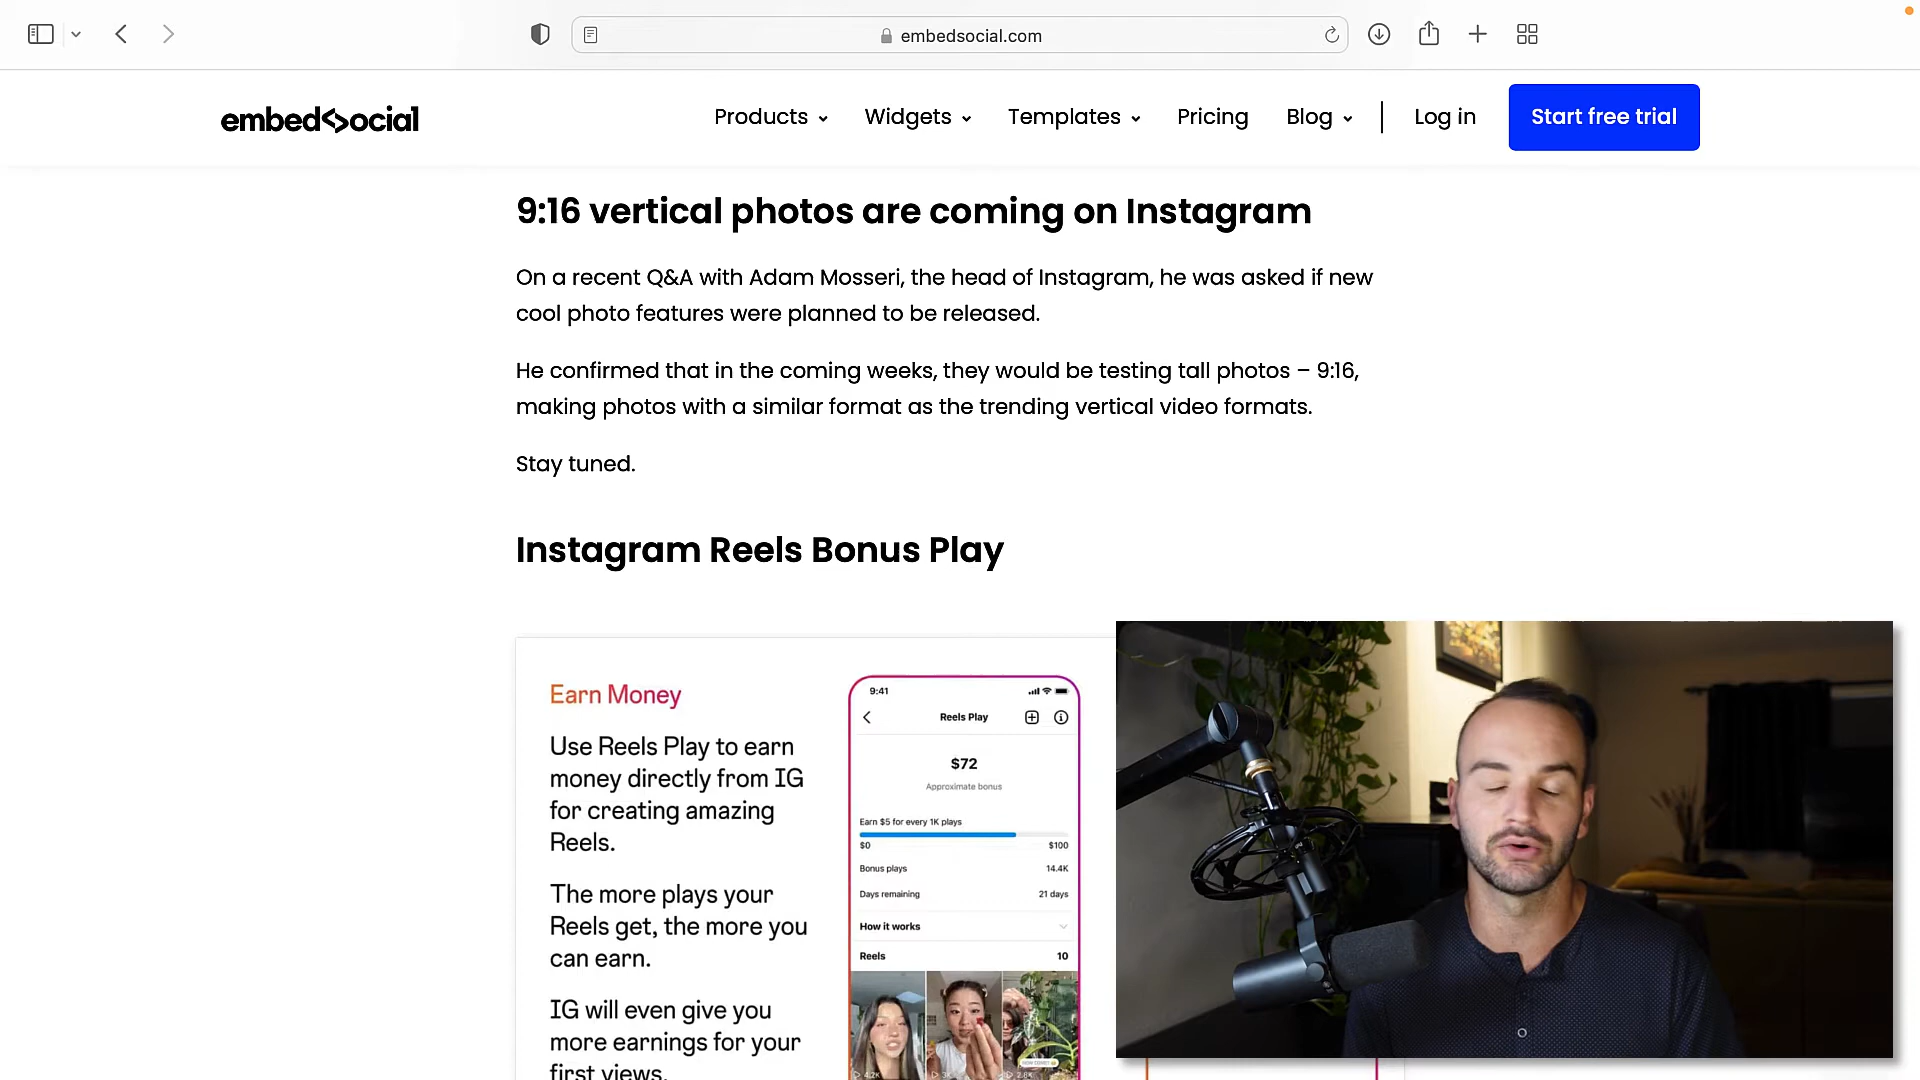 embedsocial.com
embedsocial
Products
Widgets
Templates
Pricing
Blog
Log in
Start free trial
9:16 vertical photos are coming on Instagram
On a recent Q&A with Adam Mosseri, the head of Instagram, he was asked if new
cool photo features were planned to be released.
He confirmed that in the coming weeks, they would be testing tall photos – 9:16,
making photos with a similar format as the trending vertical video formats.
Stay tuned.
Instagram Reels Bonus Play
Earn Money
Use Reels Play to earn
money directly from IG
for creating amazing
Reels.
The more plays your
Reels get, the more you
can earn.
IG will even give you
more earnings for your
first views.
9:41
Reels Play
$72
Approximate bonus
Earn $5 for every 1K plays
$0 $100
Bonus plays 14.4K
Days remaining 21 days
How it works
Reels 10
4.2K
3K
2.8K